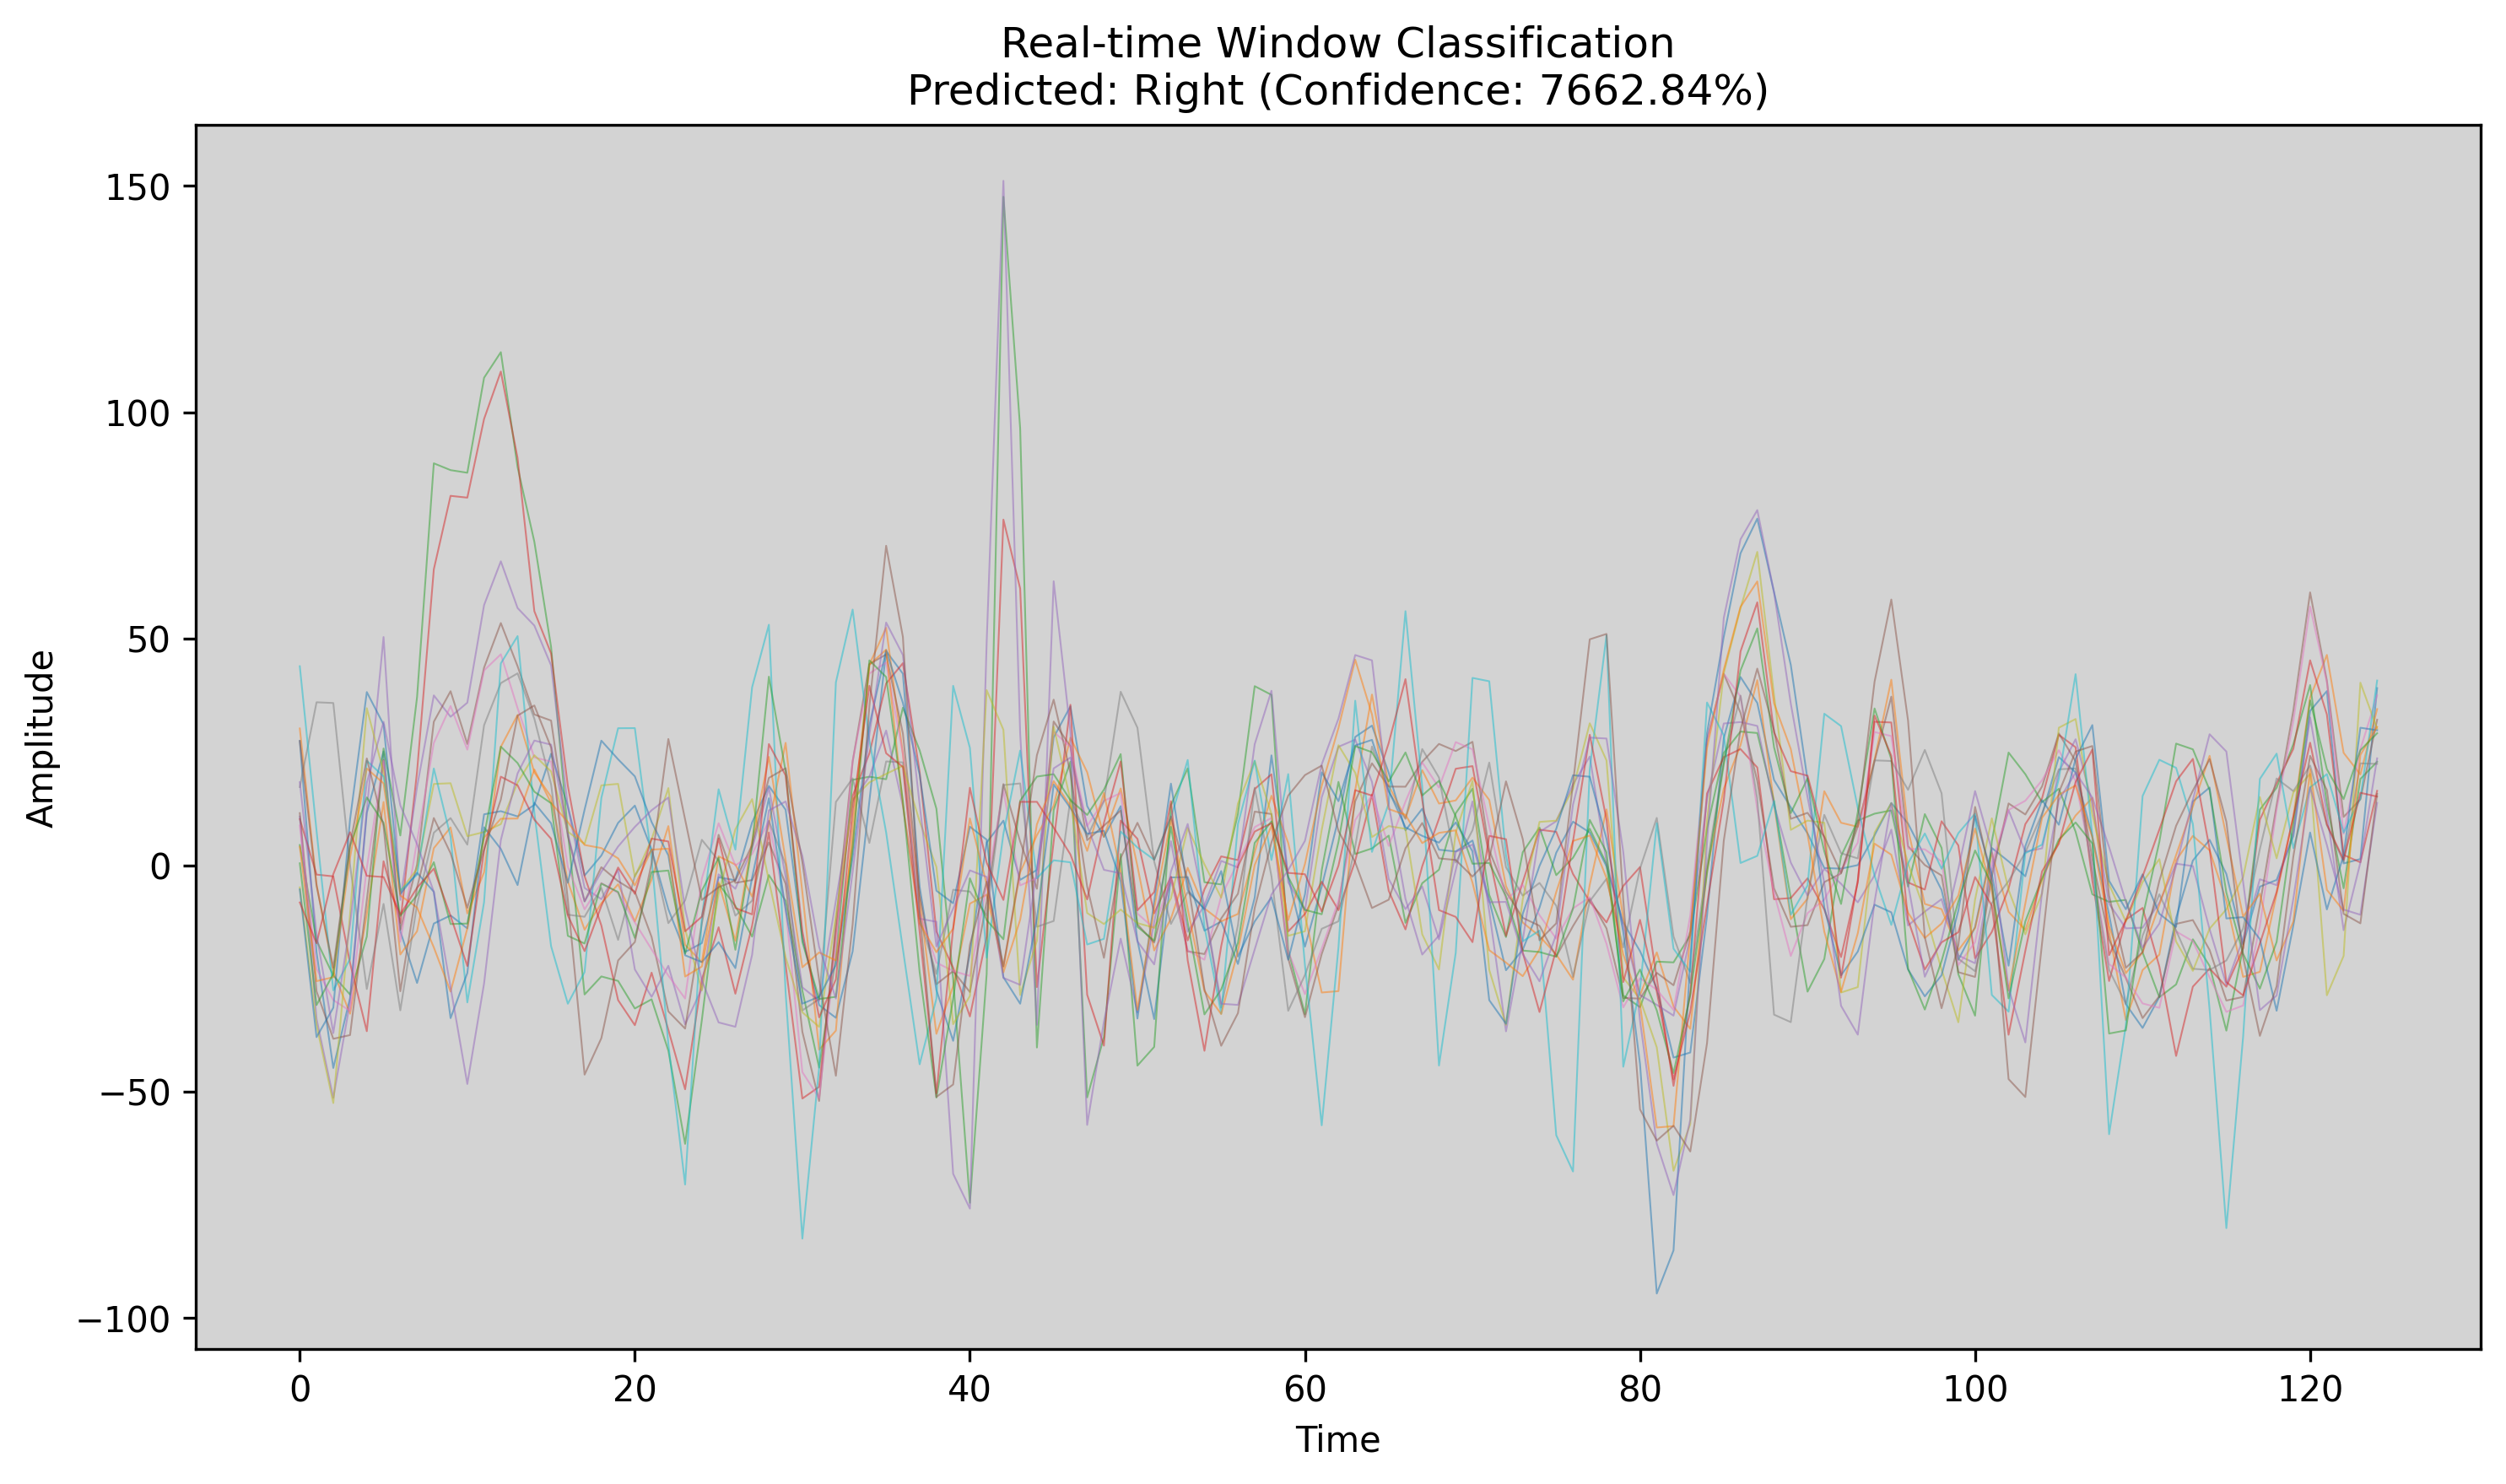 Real-time Window Classification
Predicted: Right (Confidence: 7662.84%)
150
100
50
0
−50
−100
Amplitude
0 20 40 60 80 100 120
Time